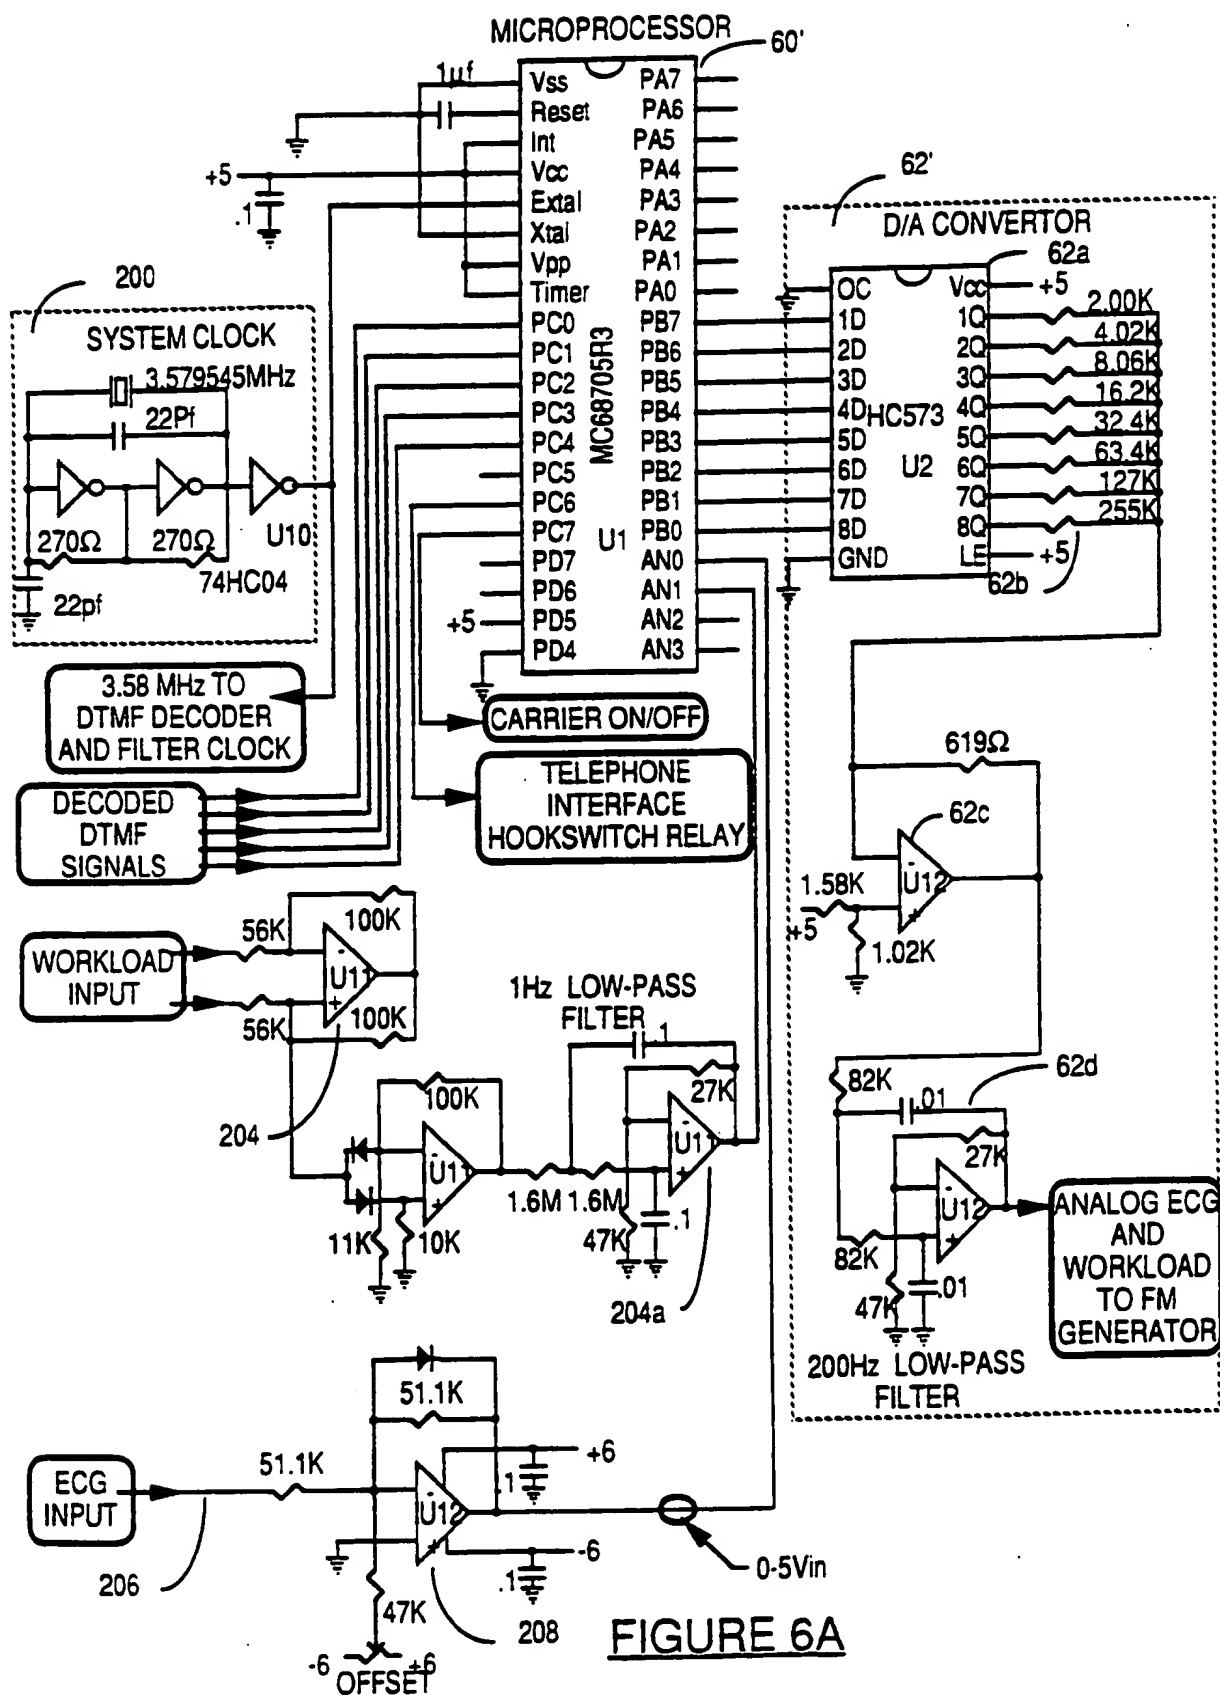 MICROPROCESSOR
60'
1µf
Vss
Reset
Int
Vcc
Extal
Xtal
Vpp
Timer
PC0
PC1
PC2
PC3
PC4
PC5
PC6
PC7
PD7
PD6
PD5
PD4
MC68705R3
U1
PA7
PA6
PA5
PA4
PA3
PA2
PA1
PA0
PB7
PB6
PB5
PB4
PB3
PB2
PB1
PB0
AN0
AN1
AN2
AN3
+5
.1
+5
200
SYSTEM CLOCK
3.579545MHz
22Pf
270Ω
270Ω
U10
74HC04
22pf
62'
D/A CONVERTOR
62a
OC
1D
2D
3D
4D
5D
6D
7D
8D
GND
HC573
U2
Vcc
1Q
2Q
3Q
4Q
5Q
6Q
7Q
8Q
LE
+5
2.00K
4.02K
8.06K
16.2K
32.4K
63.4K
127K
255K
+5
62b
3.58 MHz TO
DTMF DECODER
AND FILTER CLOCK
CARRIER ON/OFF
TELEPHONE
INTERFACE
HOOKSWITCH RELAY
DECODED
DTMF
SIGNALS
619Ω
62c
-
U12
+
1.58K
+5
1.02K
WORKLOAD
INPUT
56K
100K
-
U11
+
56K
100K
204
1Hz LOW-PASS
FILTER
.1
100K
-
U11
+
11K
10K
1.6M
1.6M
27K
-
U11
+
47K
.1
204a
82K
.01
62d
27K
-
U12
+
82K
47K
.01
200Hz LOW-PASS
FILTER
ANALOG ECG
AND
WORKLOAD
TO FM
GENERATOR
51.1K
ECG
INPUT
51.1K
206
-
U12
+
.1
+6
.1
-6
208
47K
-6
+6
OFFSET
0-5Vin
FIGURE 6A